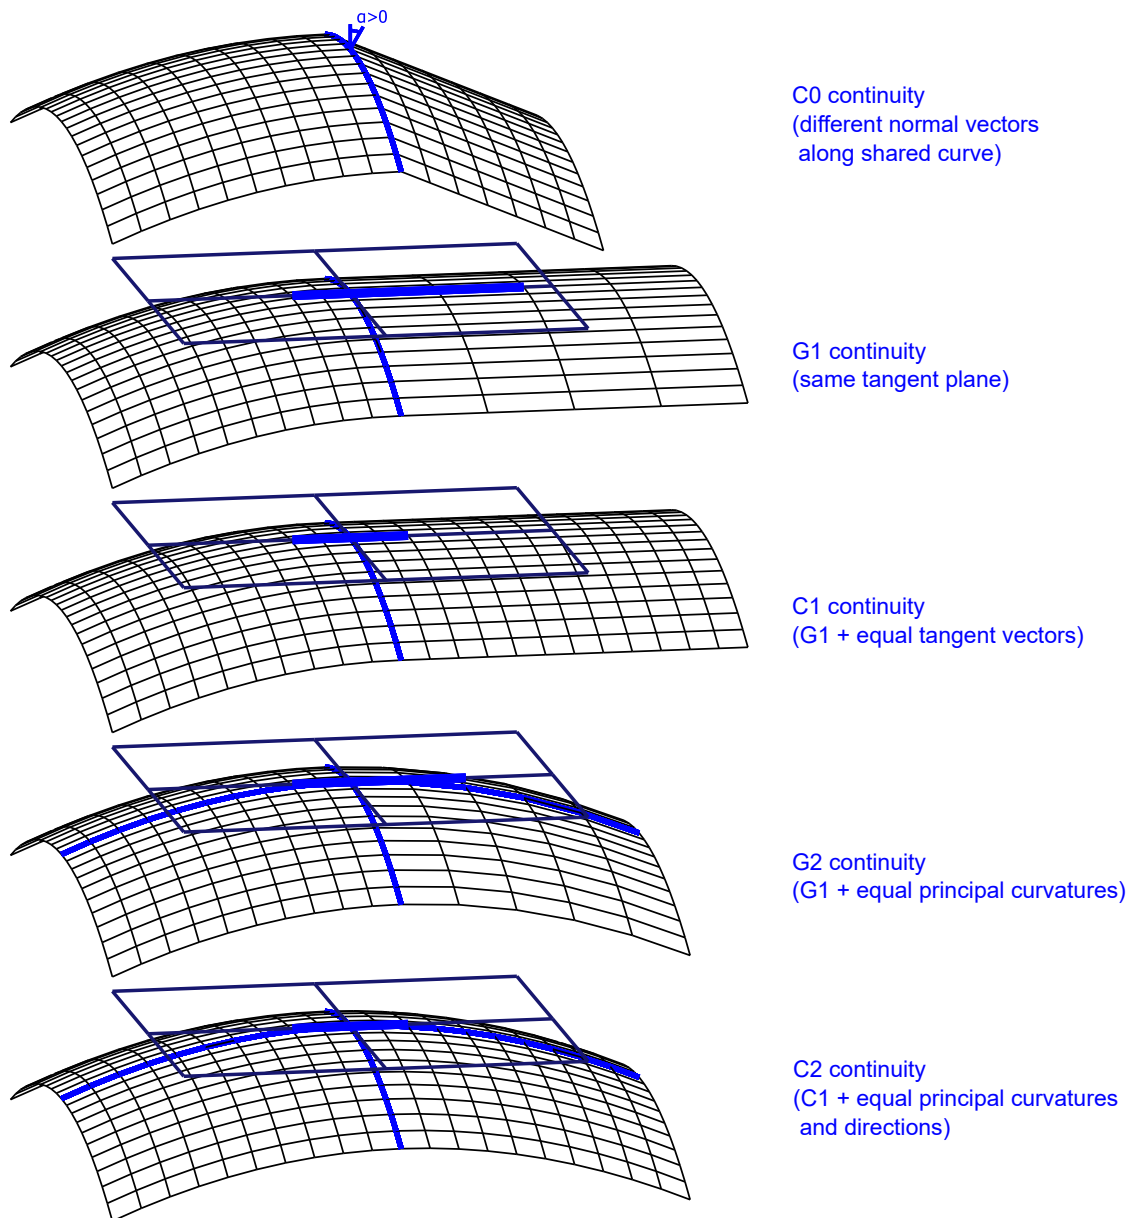 α>0
C0 continuity
(different normal vectors
along shared curve)
G1 continuity
(same tangent plane)
C1 continuity
(G1 + equal tangent vectors)
G2 continuity
(G1 + equal principal curvatures)
C2 continuity
(C1 + equal principal curvatures
and directions)